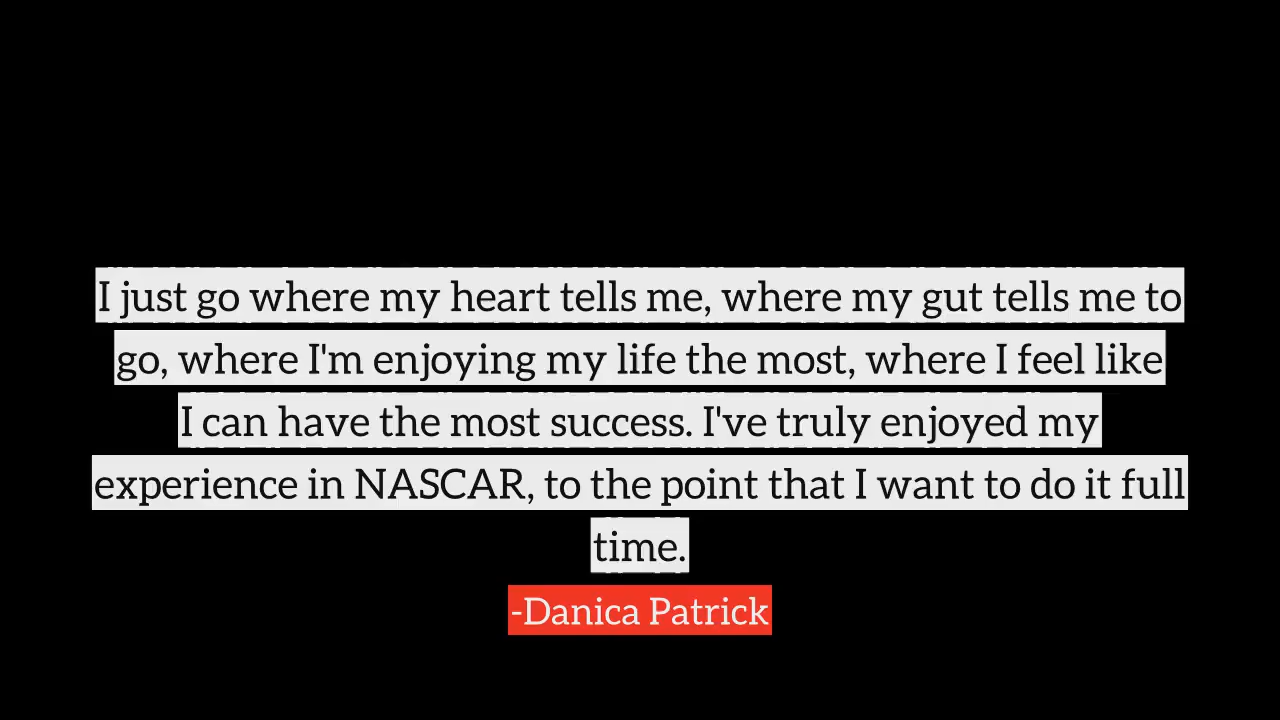 I just go where my heart tells me, where my gut tells me to
go, where I'm enjoying my life the most, where I feel like
I can have the most success. I've truly enjoyed my
experience in NASCAR, to the point that I want to do it full
time.
-Danica Patrick